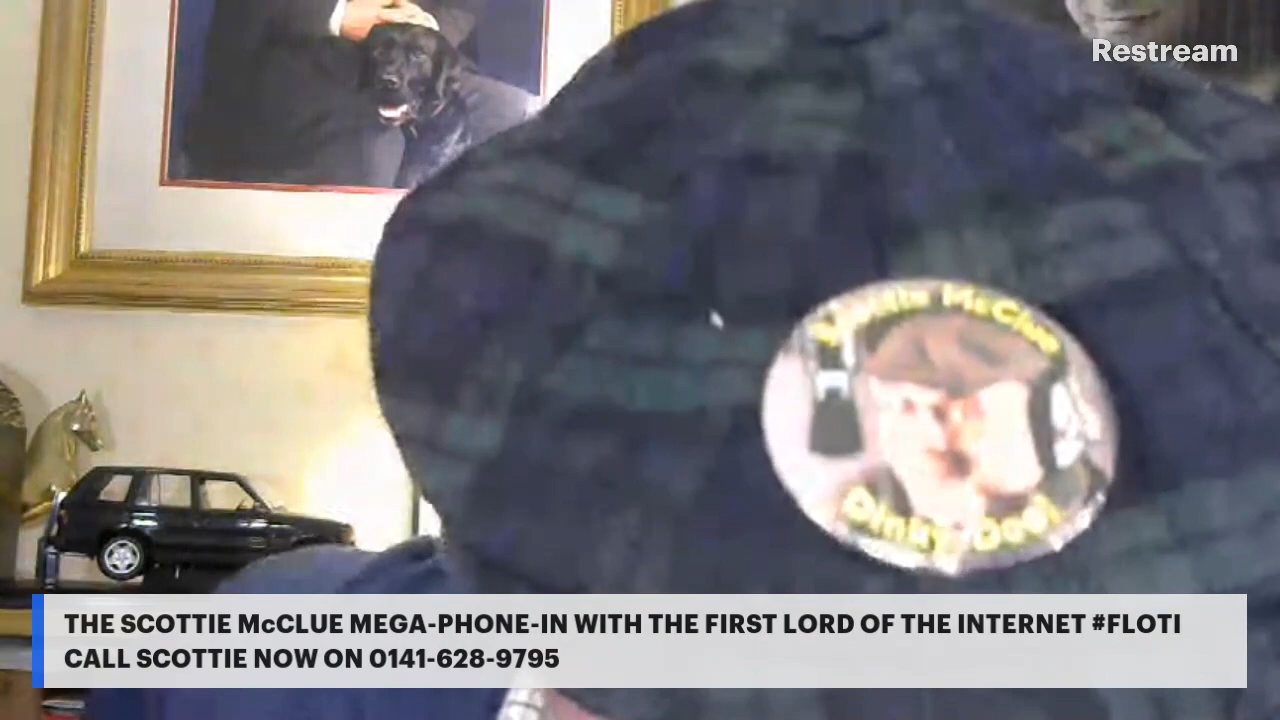 Restream
Scottie McClue
Dinky Doo!
THE SCOTTIE McCLUE MEGA-PHONE-IN WITH THE FIRST LORD OF THE INTERNET #FLOTI
CALL SCOTTIE NOW ON 0141-628-9795